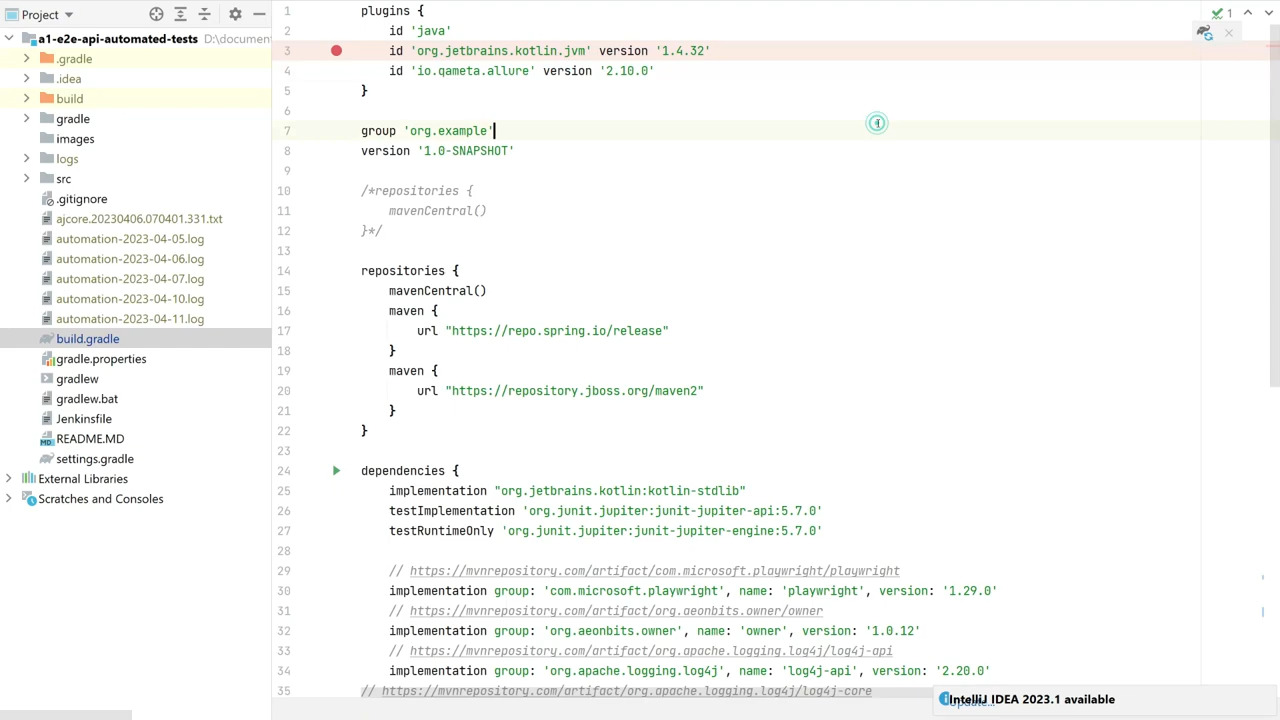 Project
a1-e2e-api-automated-tests D:\documen
.gradle
.idea
build
gradle
images
logs
src
.gitignore
ajcore.20230406.070401.331.txt
automation-2023-04-05.log
automation-2023-04-06.log
automation-2023-04-07.log
automation-2023-04-10.log
automation-2023-04-11.log
build.gradle
gradle.properties
gradlew
gradlew.bat
Jenkinsfile
README.MD
settings.gradle
External Libraries
Scratches and Consoles
1 plugins {
2 id 'java'
3 id 'org.jetbrains.kotlin.jvm' version '1.4.32'
4 id 'io.qameta.allure' version '2.10.0'
5 }
6
7 group 'org.example'
8 version '1.0-SNAPSHOT'
9
10 /*repositories {
11 mavenCentral()
12 }*/
13
14 repositories {
15 mavenCentral()
16 maven {
17 url "https://repo.spring.io/release"
18 }
19 maven {
20 url "https://repository.jboss.org/maven2"
21 }
22 }
23
24 dependencies {
25 implementation "org.jetbrains.kotlin:kotlin-stdlib"
26 testImplementation 'org.junit.jupiter:junit-jupiter-api:5.7.0'
27 testRuntimeOnly 'org.junit.jupiter:junit-jupiter-engine:5.7.0'
28
29 // https://mvnrepository.com/artifact/com.microsoft.playwright/playwright
30 implementation group: 'com.microsoft.playwright', name: 'playwright', version: '1.29.0'
31 // https://mvnrepository.com/artifact/org.aeonbits.owner/owner
32 implementation group: 'org.aeonbits.owner', name: 'owner', version: '1.0.12'
33 // https://mvnrepository.com/artifact/org.apache.logging.log4j/log4j-api
34 implementation group: 'org.apache.logging.log4j', name: 'log4j-api', version: '2.20.0'
35 // https://mvnrepository.com/artifact/org.apache.logging.log4j/log4j-core
1
IntelliJ IDEA 2023.1 available
Update...